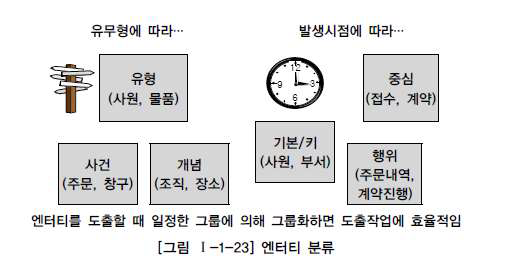 유무형에 따라…
발생시점에 따라…
유형
(사원, 물품)
12
3
6
9
중심
(접수, 계약)
사건
(주문, 창구)
개념
(조직, 장소)
기본/키
(사원, 부서)
행위
(주문내역,
계약진행)
엔터티를 도출할 때 일정한 그룹에 의해 그룹화하면 도출작업에 효율적임
[그림 Ⅰ-1-23] 엔터티 분류